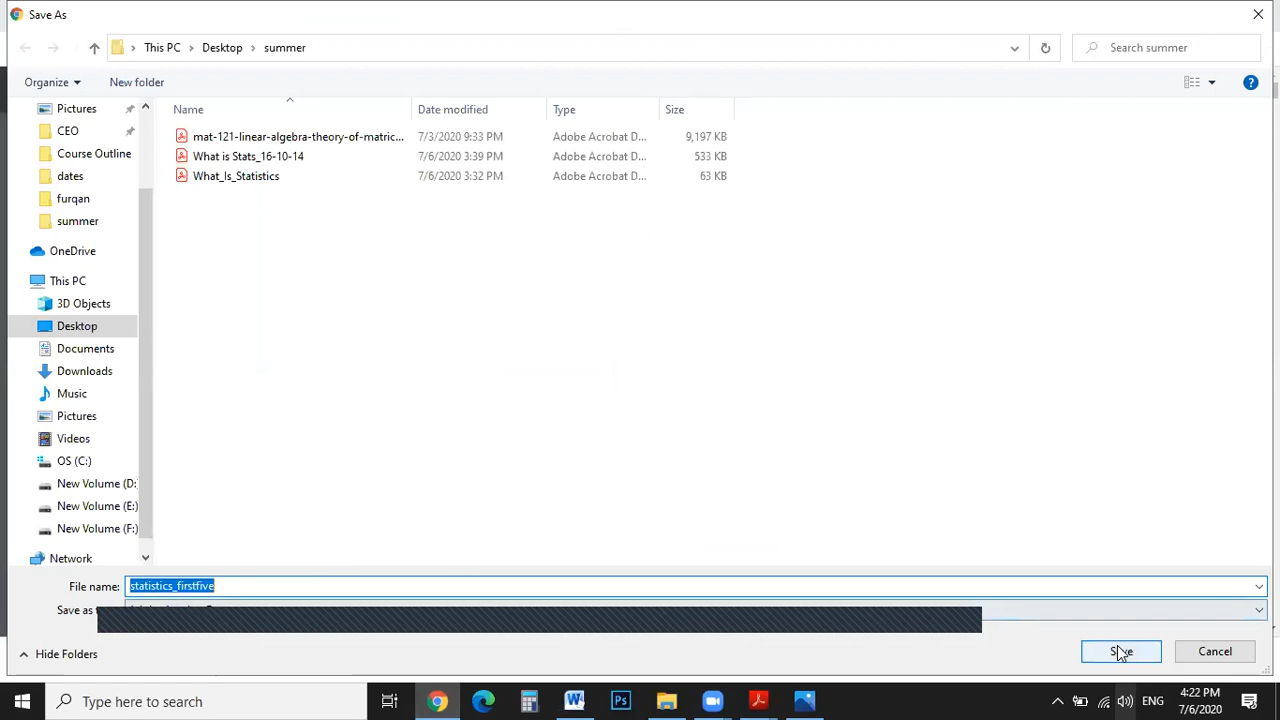 Save As
This PC > Desktop > summer
Search summer
Organize
New folder
Name Date modified Type Size
mat-121-linear-algebra-theory-of-matric... 7/3/2020 9:33 PM Adobe Acrobat D... 9,197 KB
What is Stats_16-10-14 7/6/2020 3:39 PM Adobe Acrobat D... 533 KB
What_Is_Statistics 7/6/2020 3:32 PM Adobe Acrobat D... 63 KB
Pictures
CEO
Course Outline
dates
furqan
summer
OneDrive
This PC
3D Objects
Desktop
Documents
Downloads
Music
Pictures
Videos
OS (C:)
New Volume (D:
New Volume (E:)
New Volume (F:)
Network
File name: statistics_firstfive
Save as
Hide Folders
Save
Cancel
Type here to search
ENG
4:22 PM
7/6/2020